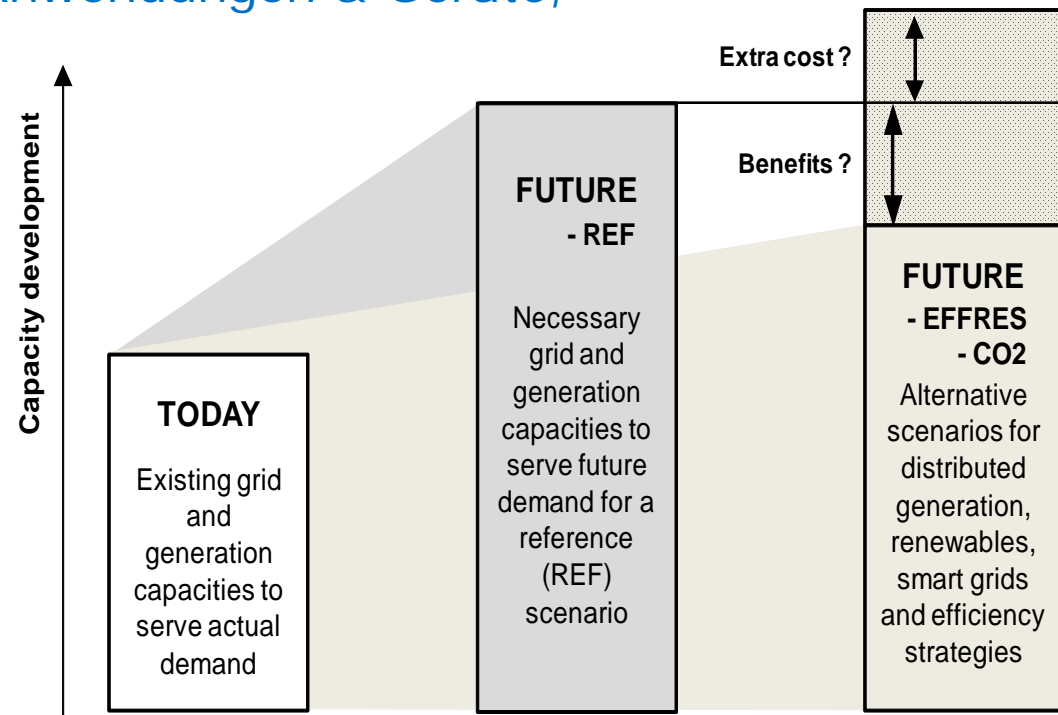 Anwendungen & Geräte,
Extra cost ?
Capacity development
Benefits ?
FUTURE
- REF
Necessary
grid and
generation
capacities to
serve future
demand for a
reference
(REF)
scenario
FUTURE
- EFFRES
- CO2
Alternative
scenarios for
distributed
generation,
renewables,
smart grids
and efficiency
strategies
TODAY
Existing grid
and
generation
capacities to
serve actual
demand